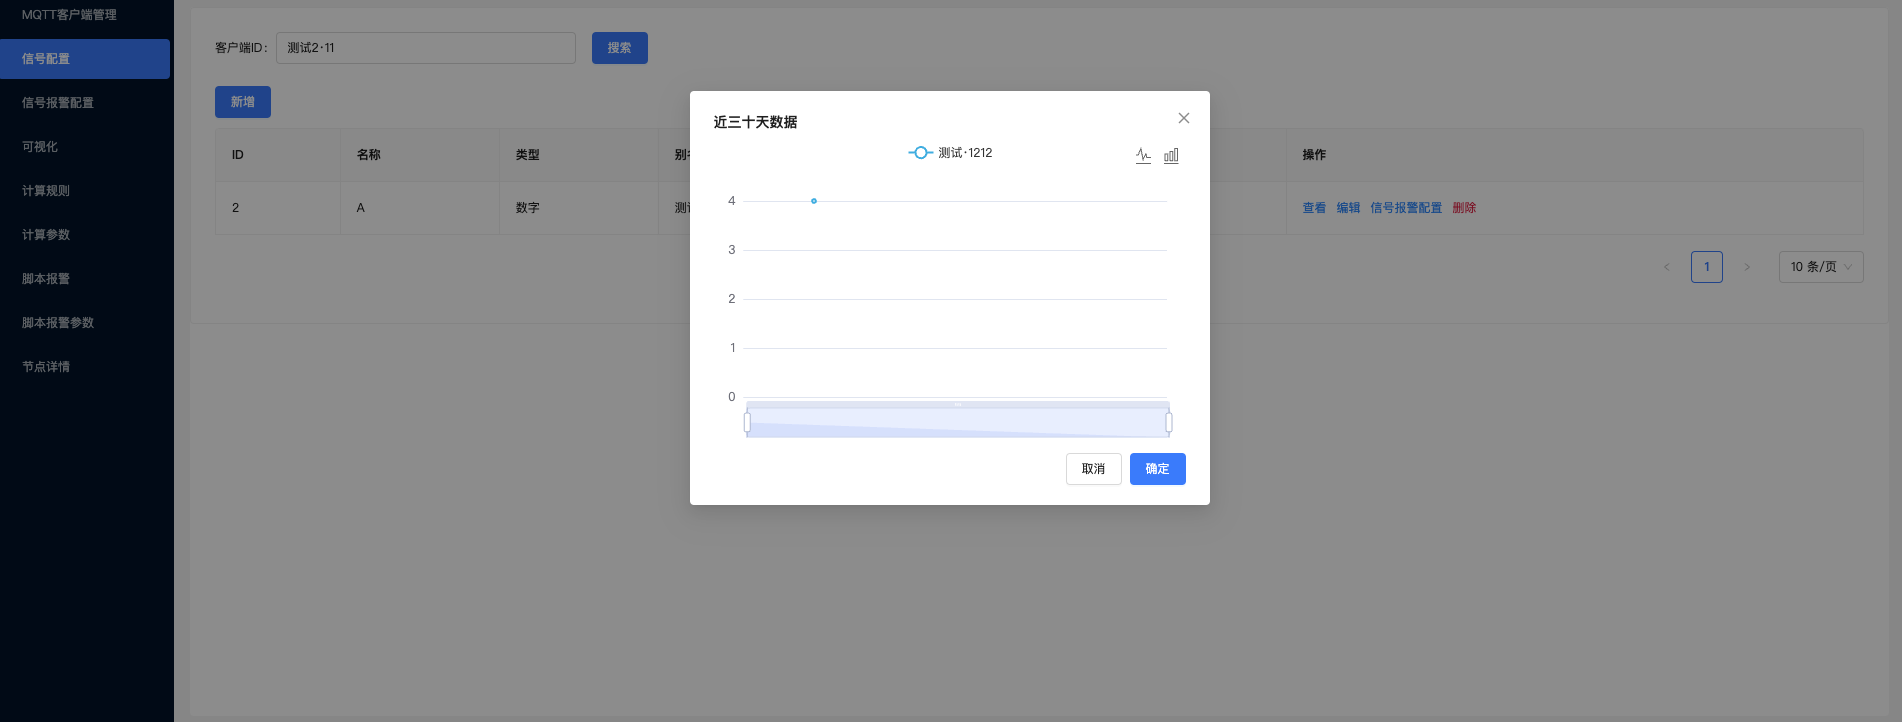 MQTT客户端管理
信号配置
信号报警配置
可视化
计算规则
计算参数
脚本报警
脚本报警参数
节点详情
客户端ID: 测试2·11 搜索
新增
ID 名称 类型 操作
2 A 数字 查看 编辑 信号报警配置 删除
1 10 条/页
近三十天数据
测试·1212
4
3
2
1
0
取消 确定